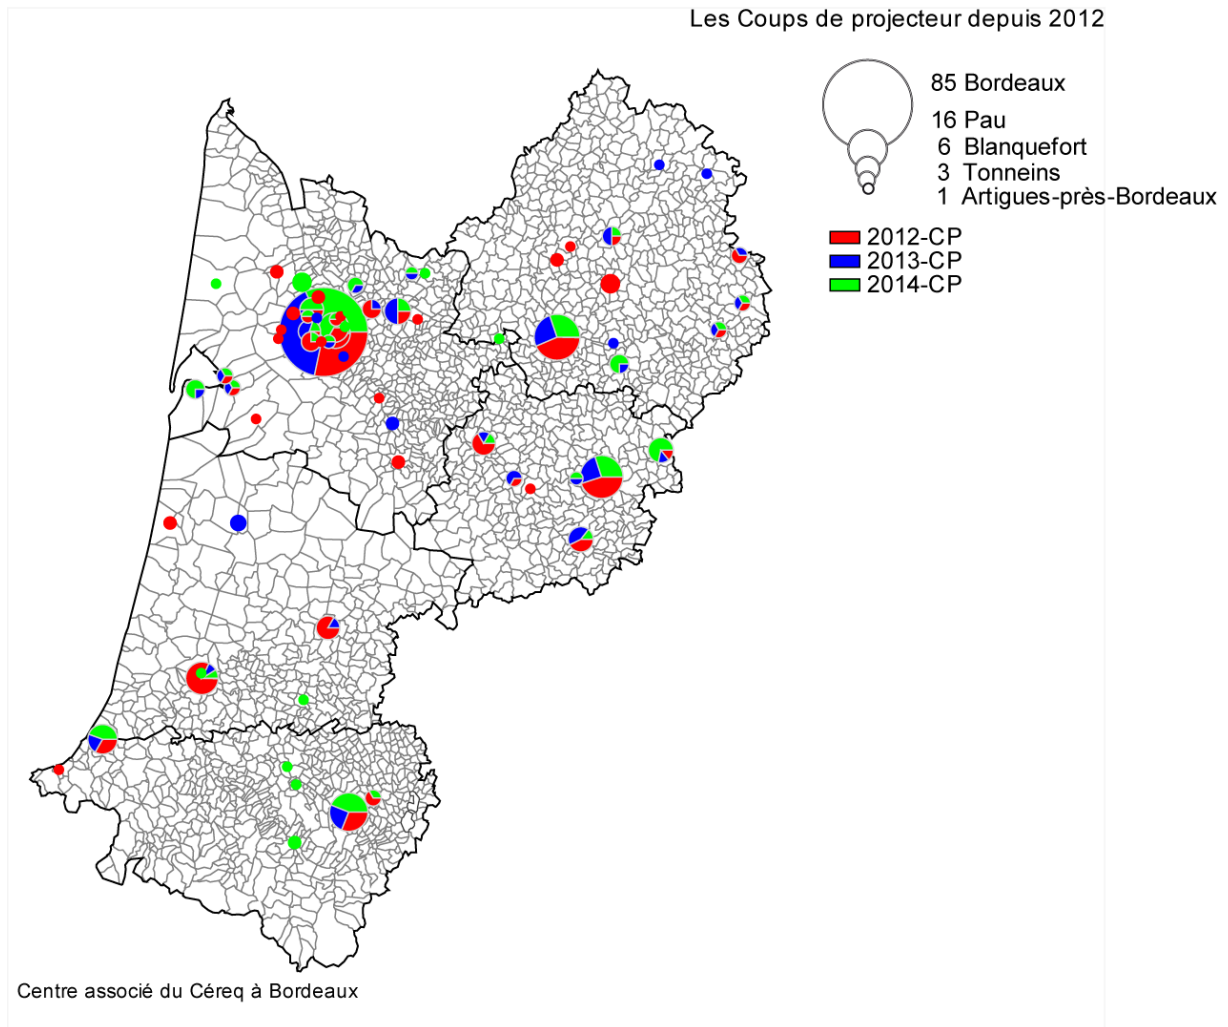 Les Coups de projecteur depuis 2012
85 Bordeaux
16 Pau
6 Blanquefort
3 Tonneins
1 Artigues-près-Bordeaux
2012-CP
2013-CP
2014-CP
Centre associé du Céreq à Bordeaux